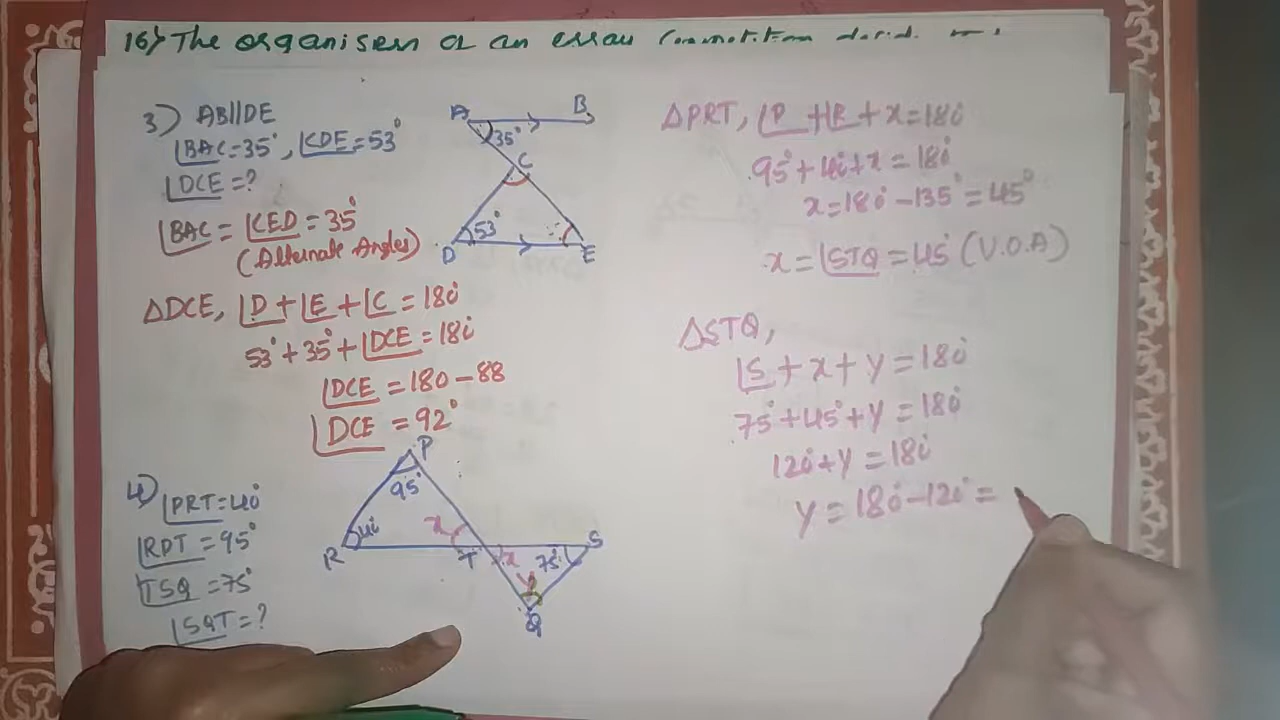 16) The organisers of an essay
3) AB||DE
∠BAC=35°, ∠CDE=53°
∠DCE=?
∠BAC = ∠CED = 35°
(Alternate Angles)
ΔDCE, ∠D + ∠E + ∠C = 180°
53° + 35° + ∠DCE = 180°
∠DCE = 180 - 88
∠DCE = 92°
A
B
35°
C
53°
D
E
4) ∠PRT=40°
∠RDT = 95°
∠TSQ = 75°
∠SQT = ?
P
95°
40°
x
R
T
x
75°
S
y
Q
ΔPRT, ∠P + ∠R + x = 180°
95° + 40° + x = 180°
x = 180° - 135° = 45°
x = ∠STQ = 45° (V.O.A)
ΔSTQ,
∠S + x + y = 180°
75° + 45° + y = 180°
120° + y = 180°
y = 180° - 120° =